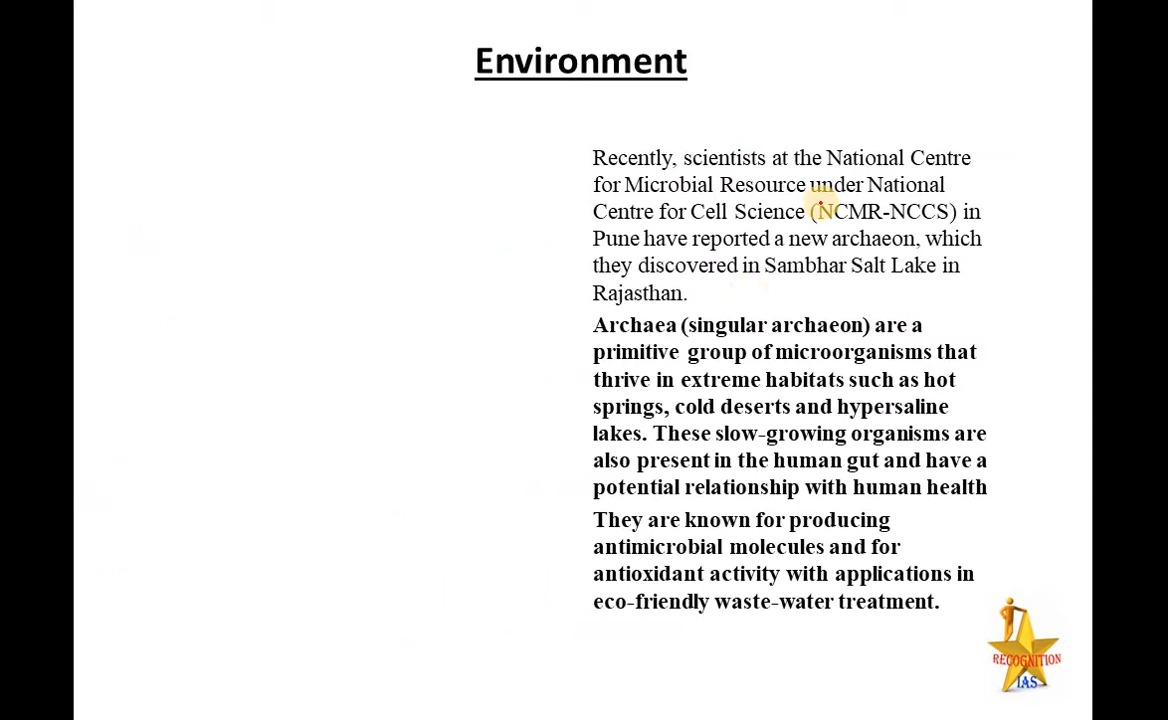 Environment
Recently, scientists at the National Centre
for Microbial Resource under National
Centre for Cell Science (NCMR-NCCS) in
Pune have reported a new archaeon, which
they discovered in Sambhar Salt Lake in
Rajasthan.
Archaea (singular archaeon) are a
primitive group of microorganisms that
thrive in extreme habitats such as hot
springs, cold deserts and hypersaline
lakes. These slow-growing organisms are
also present in the human gut and have a
potential relationship with human health
They are known for producing
antimicrobial molecules and for
antioxidant activity with applications in
eco-friendly waste-water treatment.
RECOGNITION
IAS